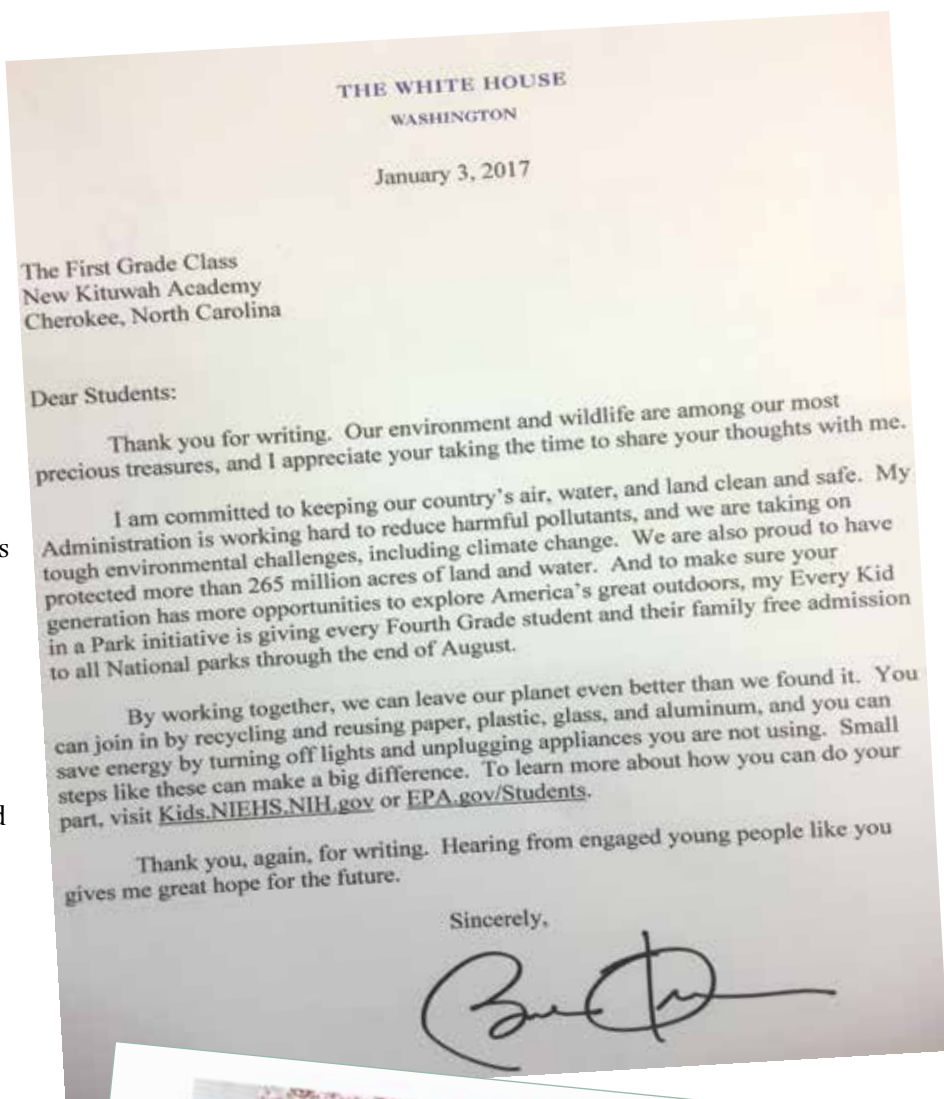 THE WHITE HOUSE
WASHINGTON
January 3, 2017
The First Grade Class
New Kituwah Academy
Cherokee, North Carolina
Dear Students:
Thank you for writing. Our environment and wildlife are among our most
precious treasures, and I appreciate your taking the time to share your thoughts with me.
I am committed to keeping our country's air, water, and land clean and safe. My
Administration is working hard to reduce harmful pollutants, and we are taking on
tough environmental challenges, including climate change. We are also proud to have
protected more than 265 million acres of land and water. And to make sure your
generation has more opportunities to explore America's great outdoors, my Every Kid
in a Park initiative is giving every Fourth Grade student and their family free admission
to all National parks through the end of August.
By working together, we can leave our planet even better than we found it. You
can join in by recycling and reusing paper, plastic, glass, and aluminum, and you can
save energy by turning off lights and unplugging appliances you are not using. Small
steps like these can make a big difference. To learn more about how you can do your
part, visit Kids.NIEHS.NIH.gov or EPA.gov/Students.
Thank you, again, for writing. Hearing from engaged young people like you
gives me great hope for the future.
Sincerely,